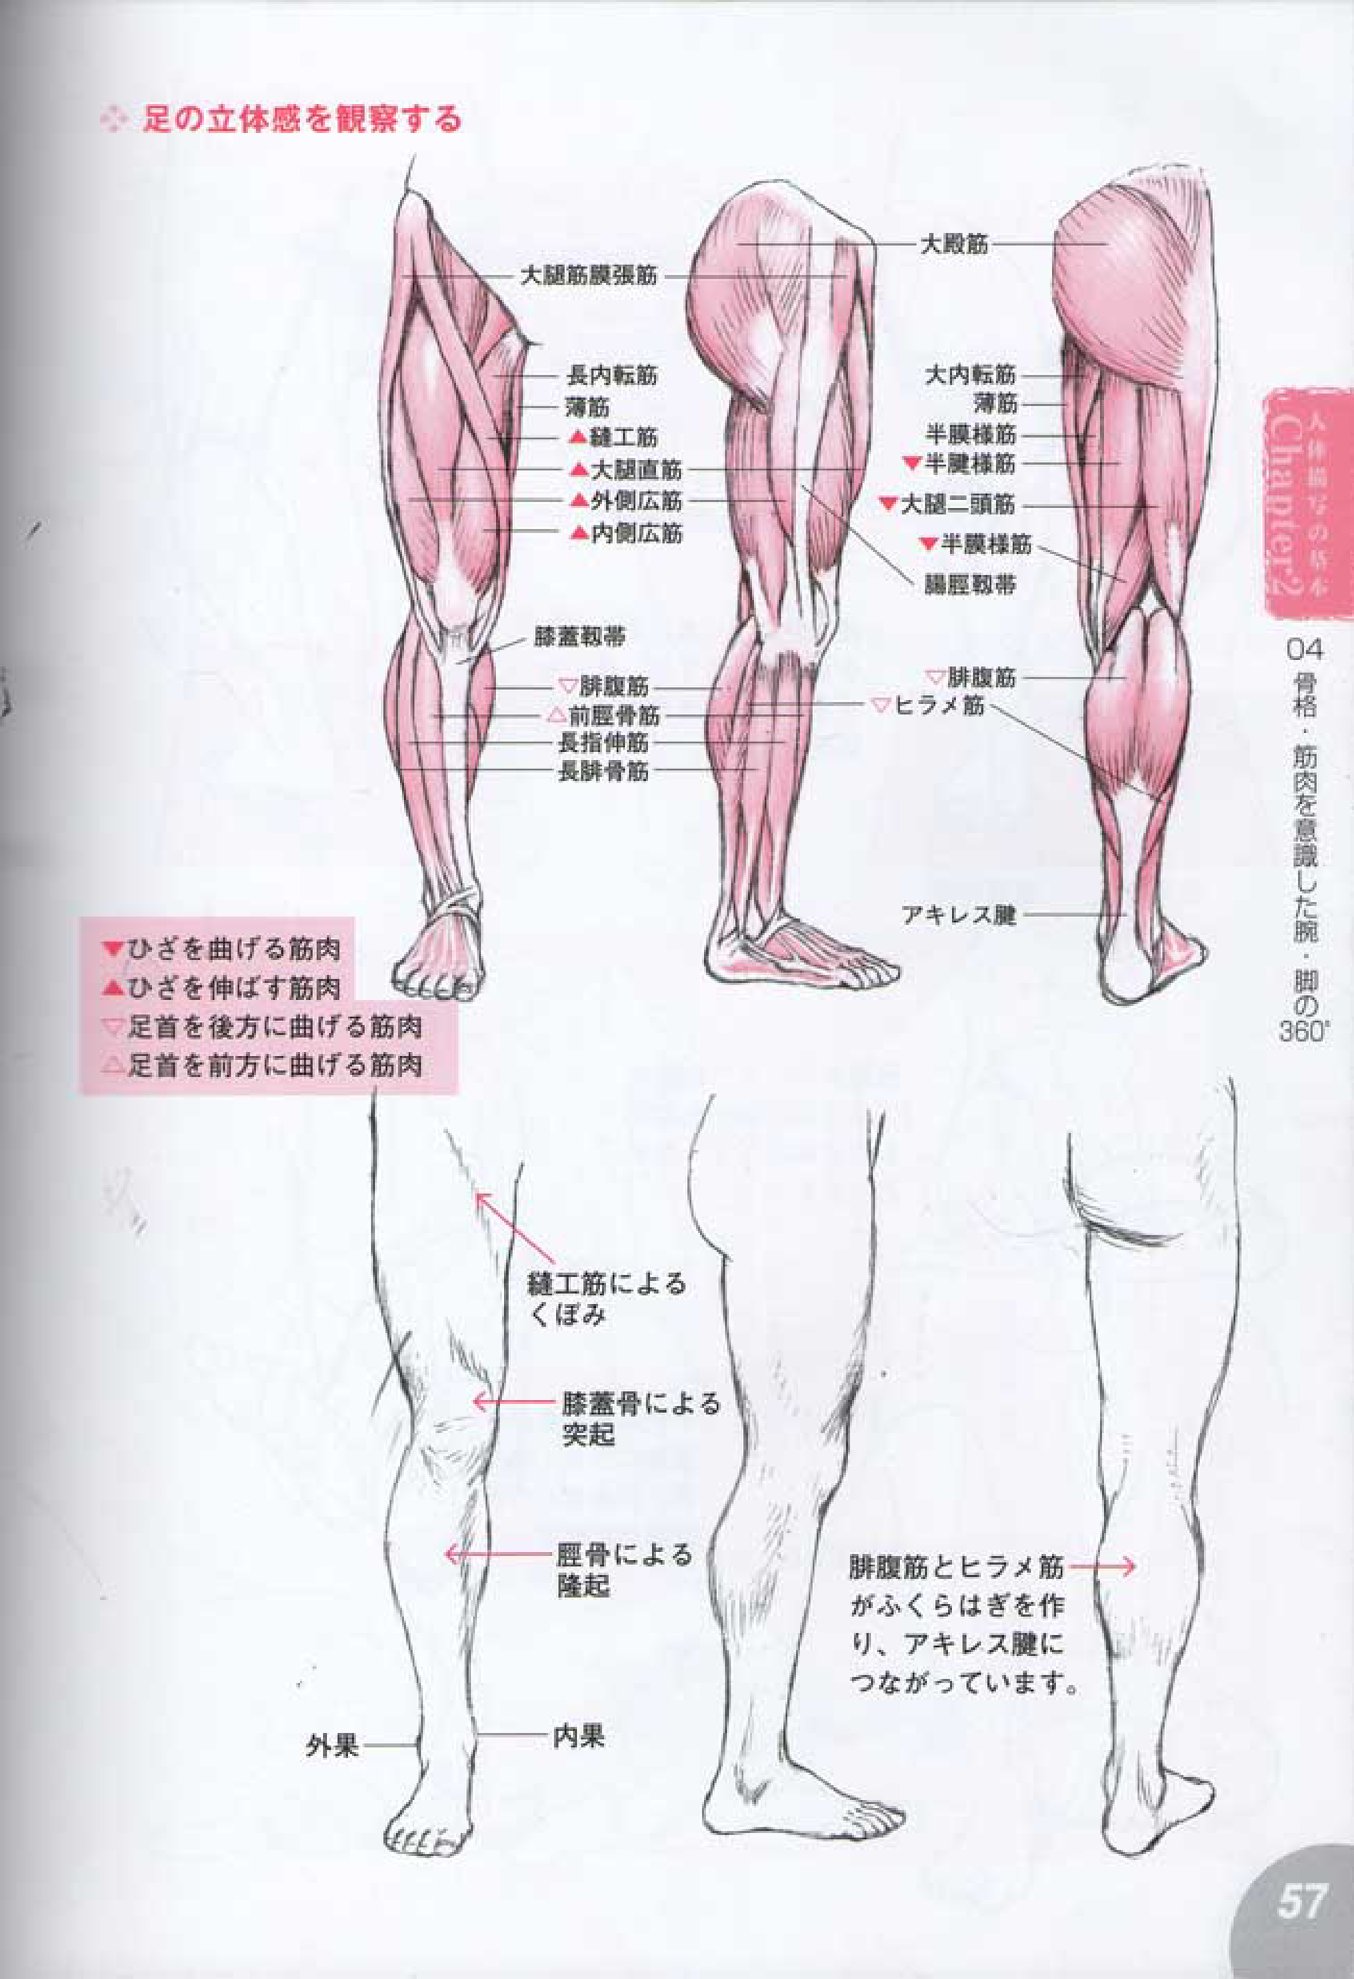 足の立体感を観察する
大殿筋
大腿筋膜張筋
長内転筋
薄筋
▲縫工筋
▲大腿直筋
▲外側広筋
▲内側広筋
大内転筋
薄筋
半膜様筋
▼半腱様筋
▼大腿二頭筋
▼半膜様筋
腸脛靱帯
膝蓋靱帯
▽腓腹筋
△前脛骨筋
長指伸筋
長腓骨筋
▽腓腹筋
▽ヒラメ筋
アキレス腱
▼ひざを曲げる筋肉
▲ひざを伸ばす筋肉
▽足首を後方に曲げる筋肉
△足首を前方に曲げる筋肉
縫工筋による
くぼみ
膝蓋骨による
突起
脛骨による
隆起
腓腹筋とヒラメ筋
がふくらはぎを作
り、アキレス腱に
つながっています。
外果
内果
人体描写の基本
Chapter2
04 骨格・筋肉を意識した腕・脚の360°
57